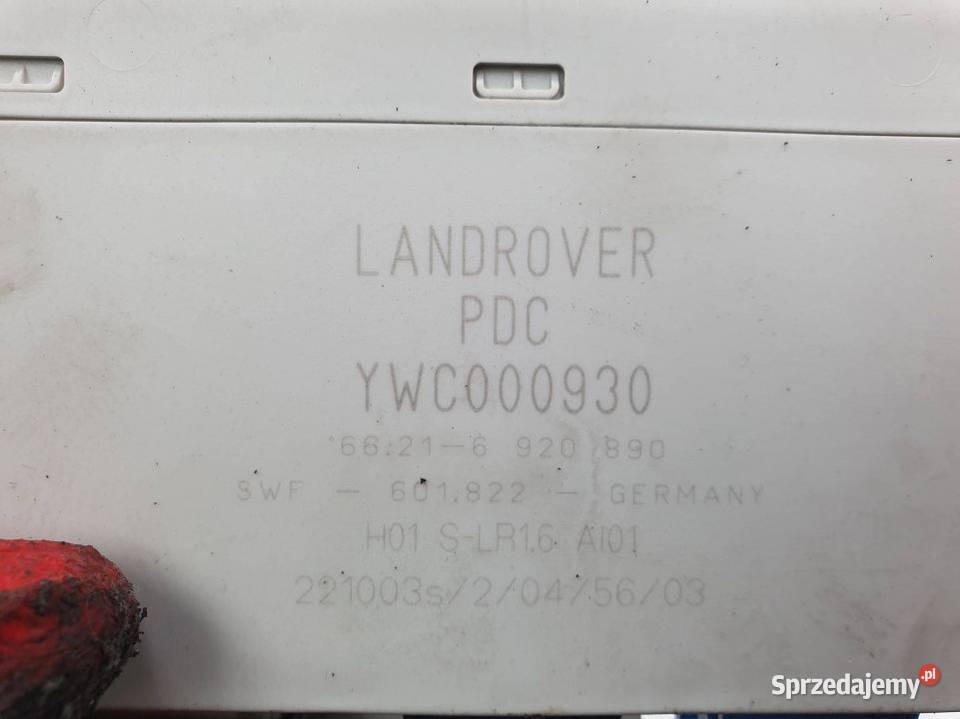 LANDROVER
PDC
YWC000930
66.21-6 920 890
SWF - 601.822 - GERMANY
H01 S-LR1.6 AI01
221003s/2/04/56/03
Sprzedajemy.pl